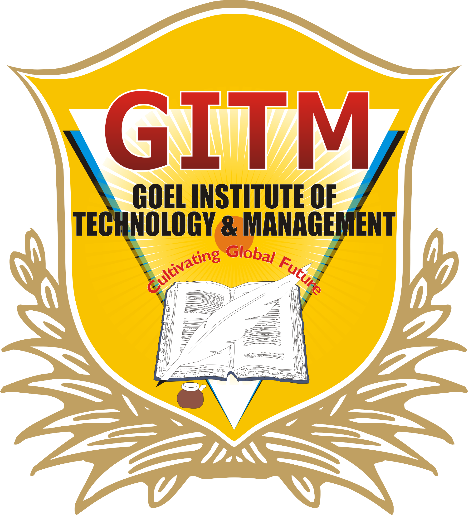 GITM
GOEL INSTITUTE OF
TECHNOLOGY & MANAGEMENT
Cultivating Global Future